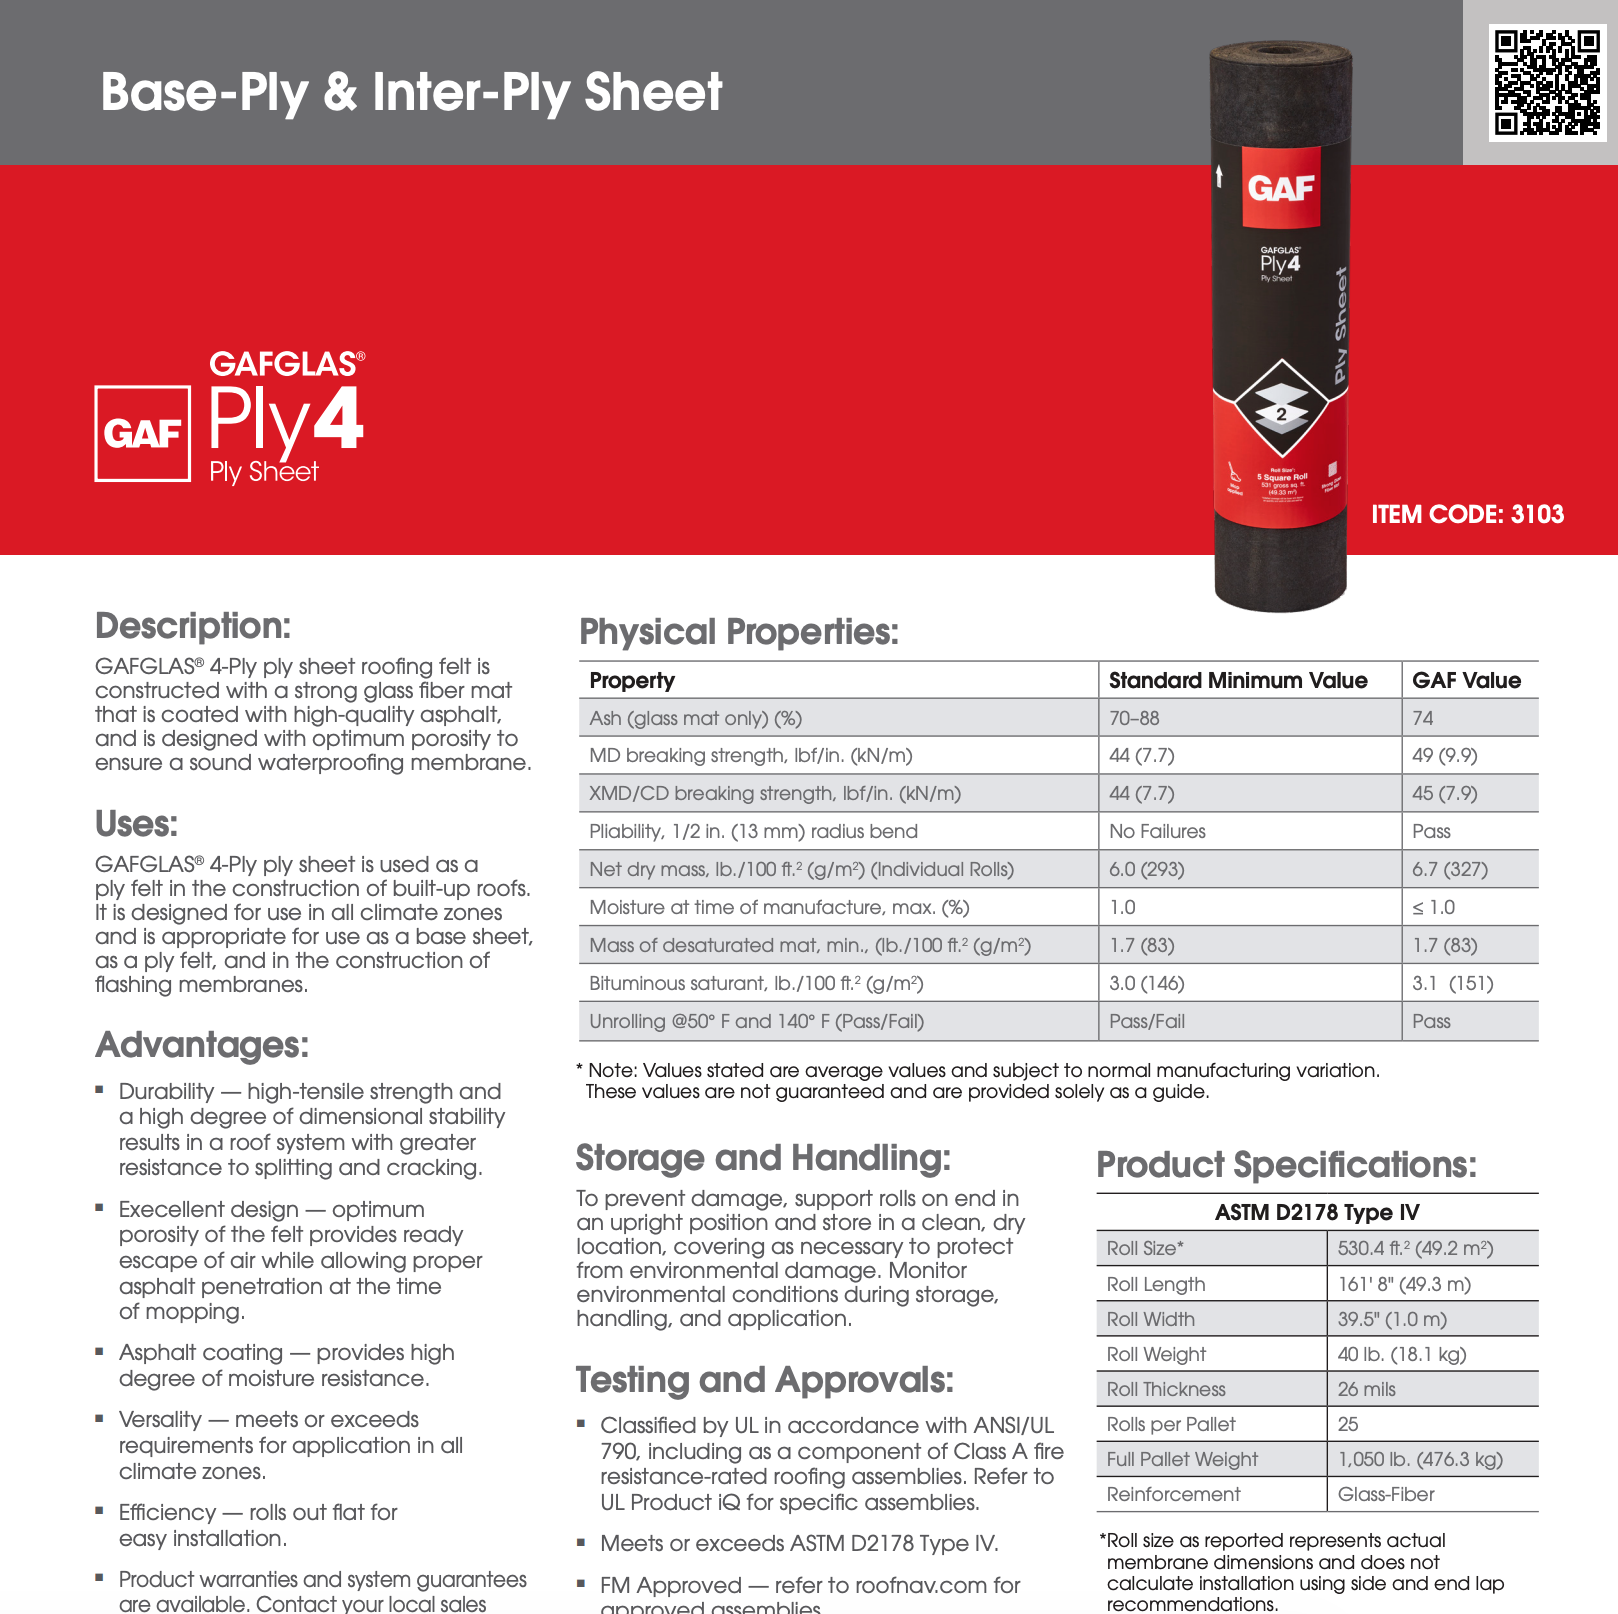 Base-Ply & Inter-Ply Sheet
GAF
GAFGLAS®
Ply4
Ply Sheet
Ply Sheet
2
Roll Size*:
5 Square Roll
531 gross sq. ft.
(49.33 m²)
GAFGLAS®
Ply4
Ply Sheet
GAF
ITEM CODE: 3103
Description:
GAFGLAS® 4-Ply ply sheet roofing felt is
constructed with a strong glass fiber mat
that is coated with high-quality asphalt,
and is designed with optimum porosity to
ensure a sound waterproofing membrane.
Uses:
GAFGLAS® 4-Ply ply sheet is used as a
ply felt in the construction of built-up roofs.
It is designed for use in all climate zones
and is appropriate for use as a base sheet,
as a ply felt, and in the construction of
flashing membranes.
Advantages:
▪ Durability — high-tensile strength and
a high degree of dimensional stability
results in a roof system with greater
resistance to splitting and cracking.
▪ Execellent design — optimum
porosity of the felt provides ready
escape of air while allowing proper
asphalt penetration at the time
of mopping.
▪ Asphalt coating — provides high
degree of moisture resistance.
▪ Versality — meets or exceeds
requirements for application in all
climate zones.
▪ Efficiency — rolls out flat for
easy installation.
▪ Product warranties and system guarantees
are available. Contact your local sales
Physical Properties:
Property Standard Minimum Value GAF Value
Ash (glass mat only) (%) 70–88 74
MD breaking strength, lbf/in. (kN/m) 44 (7.7) 49 (9.9)
XMD/CD breaking strength, lbf/in. (kN/m) 44 (7.7) 45 (7.9)
Pliability, 1/2 in. (13 mm) radius bend No Failures Pass
Net dry mass, lb./100 ft.² (g/m²) (Individual Rolls) 6.0 (293) 6.7 (327)
Moisture at time of manufacture, max. (%) 1.0 ≤ 1.0
Mass of desaturated mat, min., (lb./100 ft.² (g/m²) 1.7 (83) 1.7 (83)
Bituminous saturant, lb./100 ft.² (g/m²) 3.0 (146) 3.1 (151)
Unrolling @50° F and 140° F (Pass/Fail) Pass/Fail Pass
* Note: Values stated are average values and subject to normal manufacturing variation.
These values are not guaranteed and are provided solely as a guide.
Storage and Handling:
To prevent damage, support rolls on end in
an upright position and store in a clean, dry
location, covering as necessary to protect
from environmental damage. Monitor
environmental conditions during storage,
handling, and application.
Testing and Approvals:
▪ Classified by UL in accordance with ANSI/UL
790, including as a component of Class A fire
resistance-rated roofing assemblies. Refer to
UL Product iQ for specific assemblies.
▪ Meets or exceeds ASTM D2178 Type IV.
▪ FM Approved — refer to roofnav.com for
approved assemblies
Product Specifications:
ASTM D2178 Type IV
Roll Size* 530.4 ft.² (49.2 m²)
Roll Length 161' 8" (49.3 m)
Roll Width 39.5" (1.0 m)
Roll Weight 40 lb. (18.1 kg)
Roll Thickness 26 mils
Rolls per Pallet 25
Full Pallet Weight 1,050 lb. (476.3 kg)
Reinforcement Glass-Fiber
*Roll size as reported represents actual
membrane dimensions and does not
calculate installation using side and end lap
recommendations.